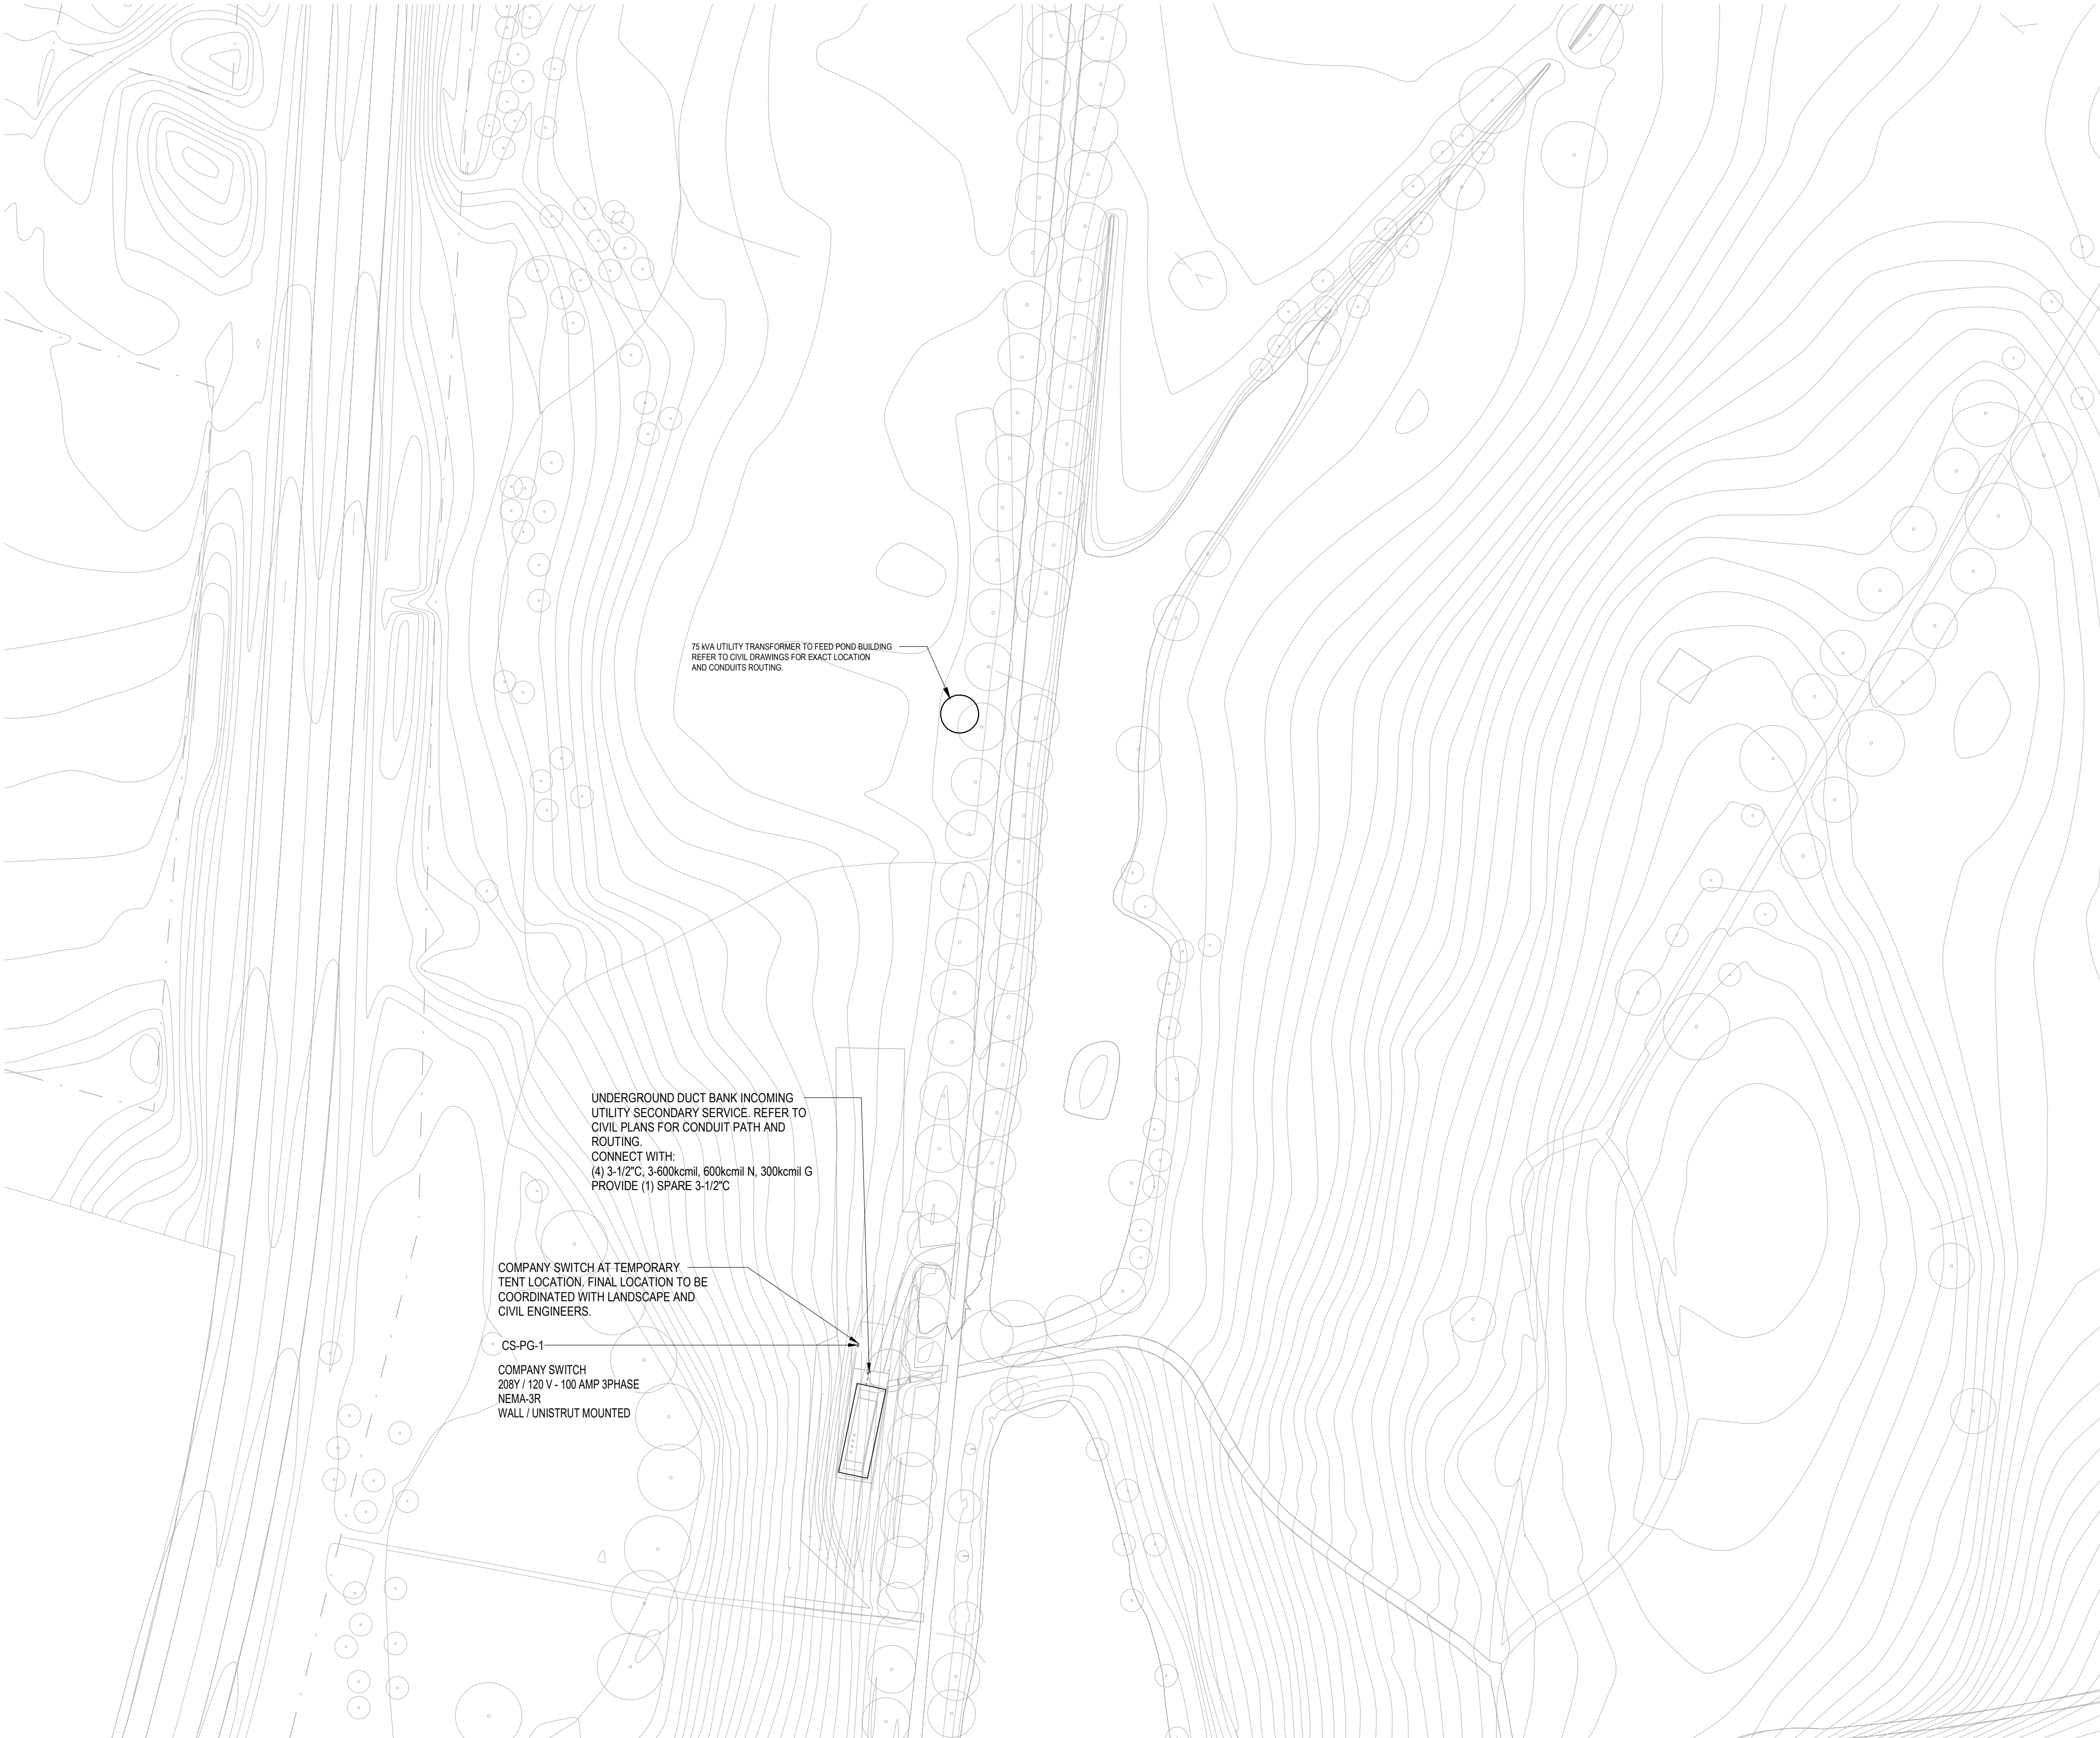 75 kVA UTILITY TRANSFORMER TO FEED POND BUILDING
REFER TO CIVIL DRAWINGS FOR EXACT LOCATION
AND CONDUITS ROUTING.
UNDERGROUND DUCT BANK INCOMING
UTILITY SECONDARY SERVICE. REFER TO
CIVIL PLANS FOR CONDUIT PATH AND
ROUTING.
CONNECT WITH:
(4) 3-1/2"C, 3-600kcmil, 600kcmil N, 300kcmil G
PROVIDE (1) SPARE 3-1/2"C
COMPANY SWITCH AT TEMPORARY
TENT LOCATION. FINAL LOCATION TO BE
COORDINATED WITH LANDSCAPE AND
CIVIL ENGINEERS.
CS-PG-1
COMPANY SWITCH
208Y / 120 V - 100 AMP 3PHASE
NEMA-3R
WALL / UNISTRUT MOUNTED